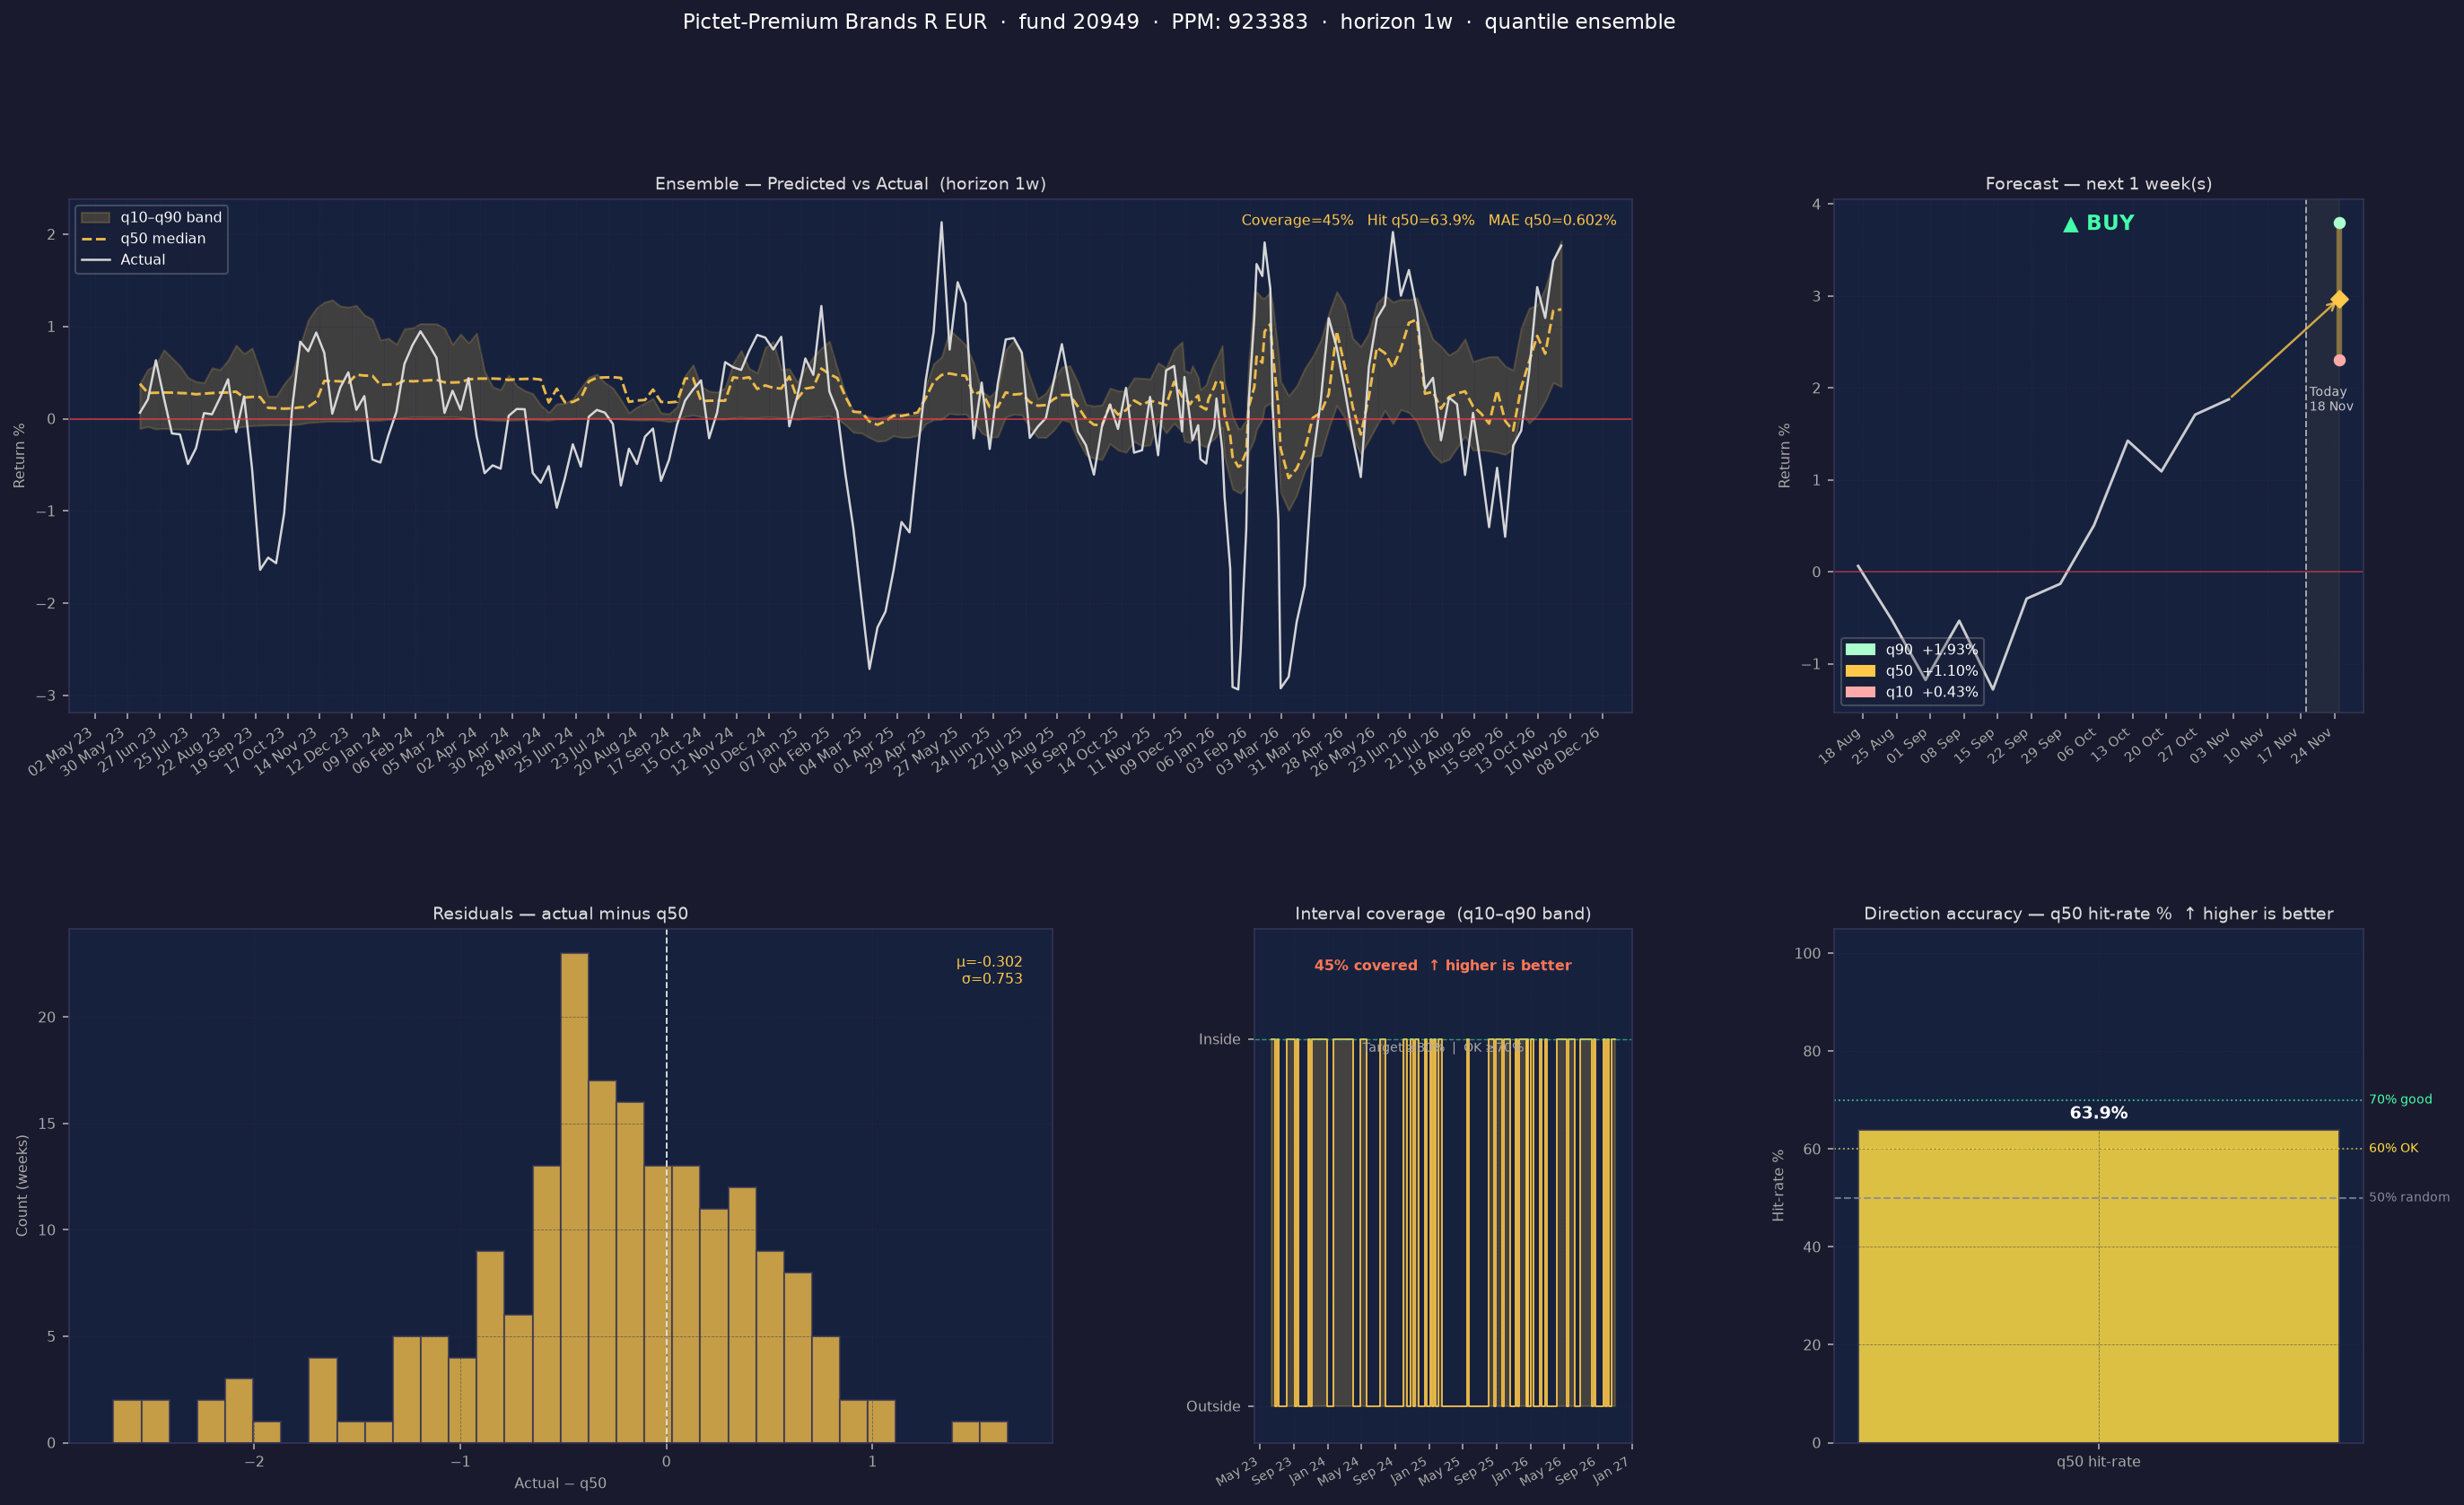 Pictet-Premium Brands R EUR · fund 20949 · PPM: 923383 · horizon 1w · quantile ensemble
Ensemble — Predicted vs Actual (horizon 1w)
q10–q90 band
q50 median
Actual
Coverage=45% Hit q50=63.9% MAE q50=0.602%
Return %
2
1
0
−1
−2
−3
02 May 23
30 May 23
27 Jun 23
25 Jul 23
22 Aug 23
19 Sep 23
17 Oct 23
14 Nov 23
12 Dec 23
09 Jan 24
06 Feb 24
05 Mar 24
02 Apr 24
30 Apr 24
28 May 24
25 Jun 24
23 Jul 24
20 Aug 24
17 Sep 24
15 Oct 24
12 Nov 24
10 Dec 24
07 Jan 25
04 Feb 25
04 Mar 25
01 Apr 25
29 Apr 25
27 May 25
24 Jun 25
22 Jul 25
19 Aug 25
16 Sep 25
14 Oct 25
11 Nov 25
09 Dec 25
06 Jan 26
03 Feb 26
03 Mar 26
31 Mar 26
28 Apr 26
26 May 26
23 Jun 26
21 Jul 26
18 Aug 26
15 Sep 26
13 Oct 26
10 Nov 26
08 Dec 26
Forecast — next 1 week(s)
▲ BUY
Today
18 Nov
q90 +1.93%
q50 +1.10%
q10 +0.43%
Return %
4
3
2
1
0
−1
18 Aug
25 Aug
01 Sep
08 Sep
15 Sep
22 Sep
29 Sep
06 Oct
13 Oct
20 Oct
27 Oct
03 Nov
10 Nov
17 Nov
24 Nov
Residuals — actual minus q50
μ=-0.302
σ=0.753
Count (weeks)
20
15
10
5
0
−2
−1
0
1
Actual − q50
Interval coverage (q10–q90 band)
45% covered ↑ higher is better
Inside
Outside
May 23
Sep 23
Jan 24
May 24
Sep 24
Jan 25
May 25
Sep 25
Jan 26
May 26
Sep 26
Jan 27
Direction accuracy — q50 hit-rate % ↑ higher is better
63.9%
70% good
60% OK
50% random
Hit-rate %
100
80
60
40
20
0
q50 hit-rate